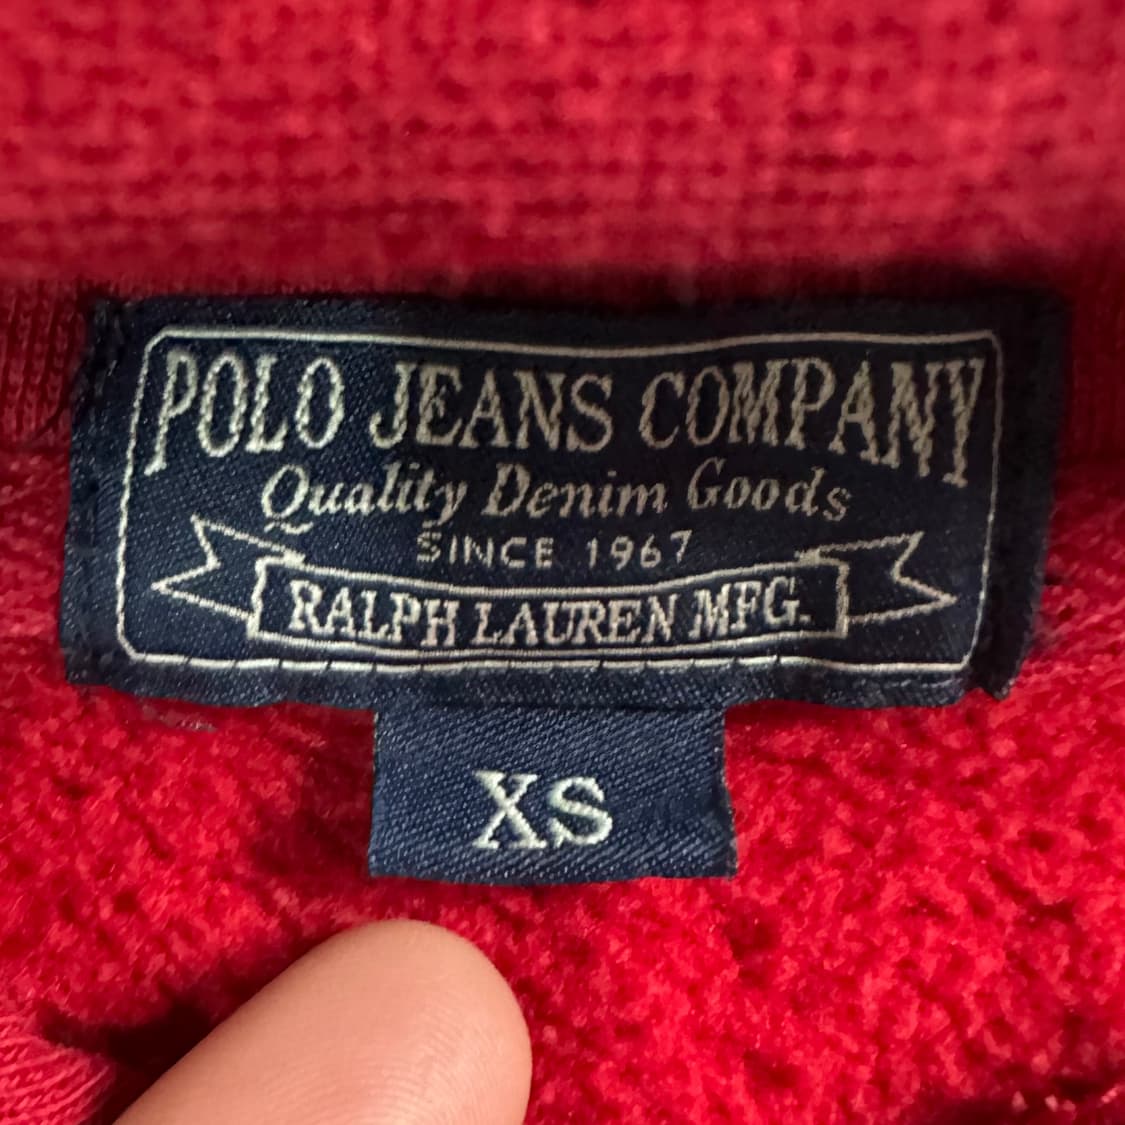 POLO JEANS COMPANY
Quality Denim Goods
SINCE 1967
RALPH LAUREN MFG.
XS